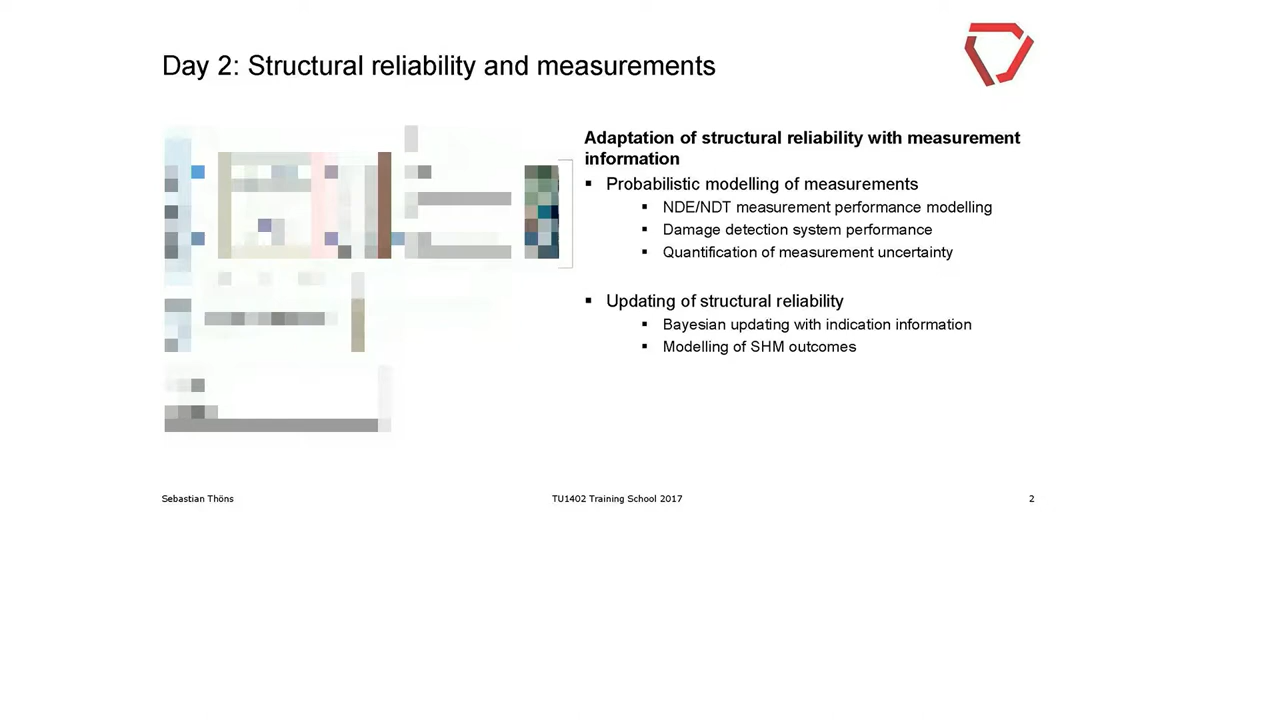 Day 2: Structural reliability and measurements
Adaptation of structural reliability with measurement
information
▪ Probabilistic modelling of measurements
▪ NDE/NDT measurement performance modelling
▪ Damage detection system performance
▪ Quantification of measurement uncertainty
▪ Updating of structural reliability
▪ Bayesian updating with indication information
▪ Modelling of SHM outcomes
Sebastian Thöns
TU1402 Training School 2017
2